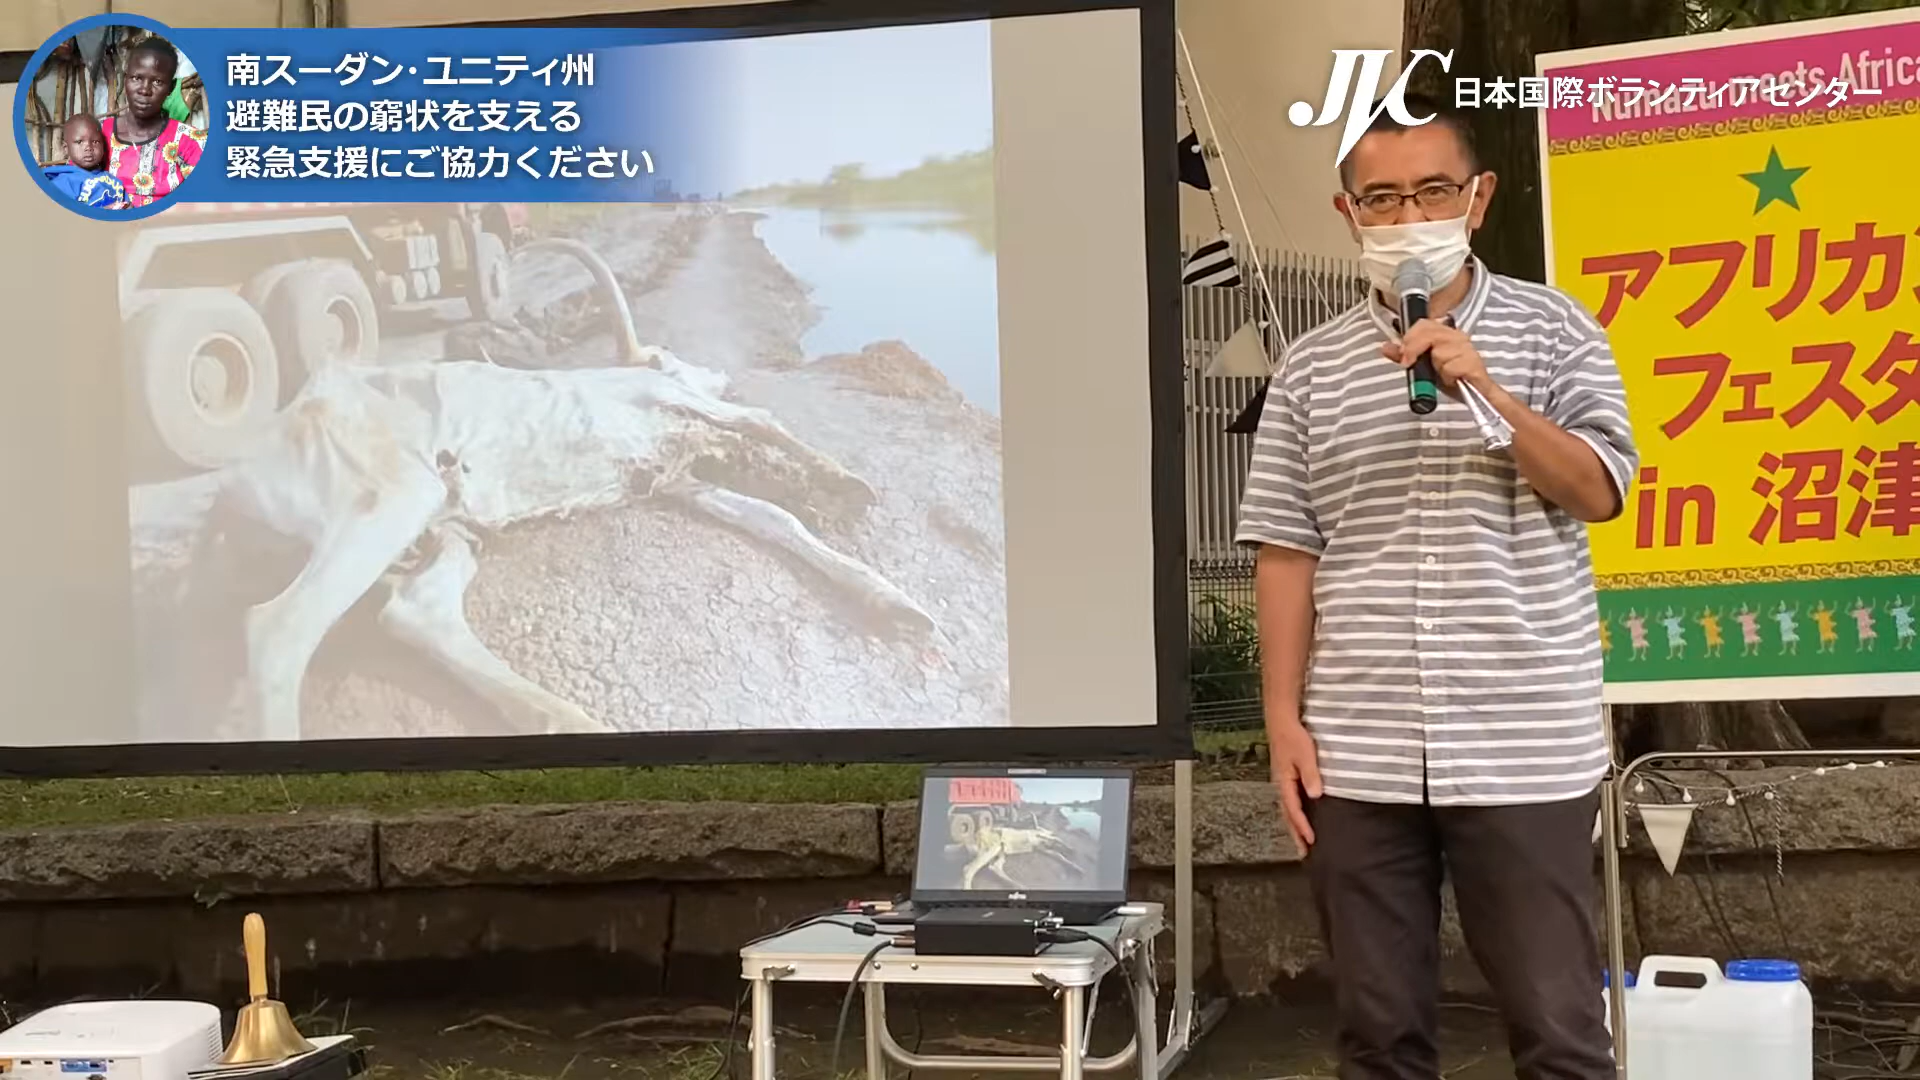 南スーダン・ユニティ州
避難民の窮状を支える
緊急支援にご協力ください
JVC 日本国際ボランティアセンター
Numazu meets Africa
アフリカン
フェスタ
in 沼津